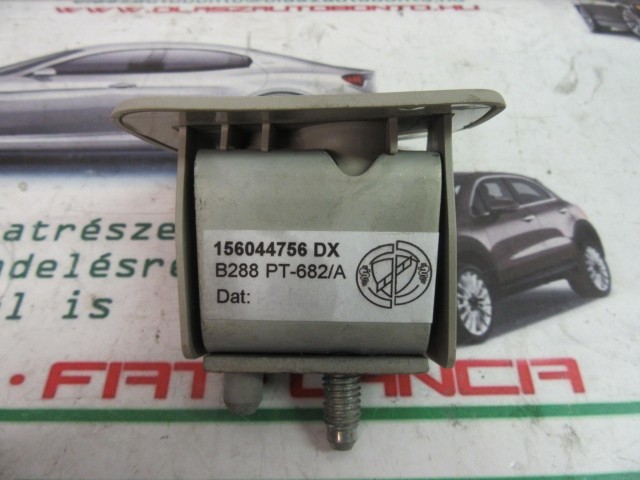 WWW.OLASZAUTOBONTO.HU
156044756 DX
B288 PT-682/A
Dat:
atrésze
ndelésre
l is
FIAT LANCIA